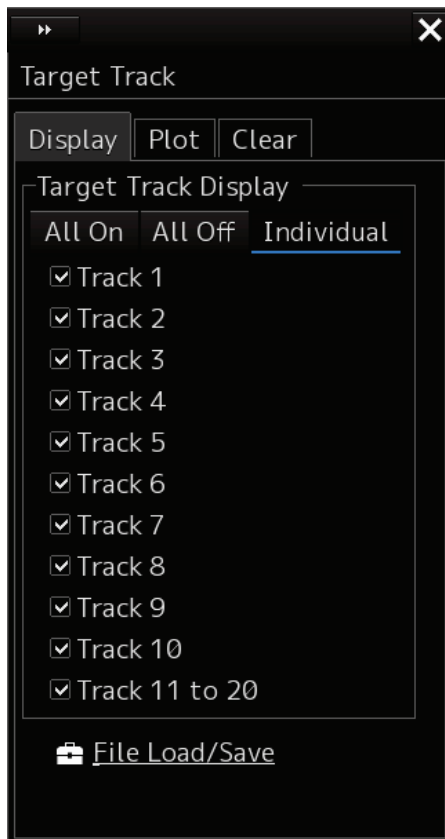 Target Track
Display Plot Clear
Target Track Display
All On All Off Individual
Track 1
Track 2
Track 3
Track 4
Track 5
Track 6
Track 7
Track 8
Track 9
Track 10
Track 11 to 20
File Load/Save